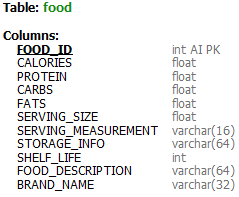 Table: food
Columns:
FOOD_ID int AI PK
CALORIES float
PROTEIN float
CARBS float
FATS float
SERVING_SIZE float
SERVING_MEASUREMENT varchar(16)
STORAGE_INFO varchar(64)
SHELF_LIFE int
FOOD_DESCRIPTION varchar(64)
BRAND_NAME varchar(32)